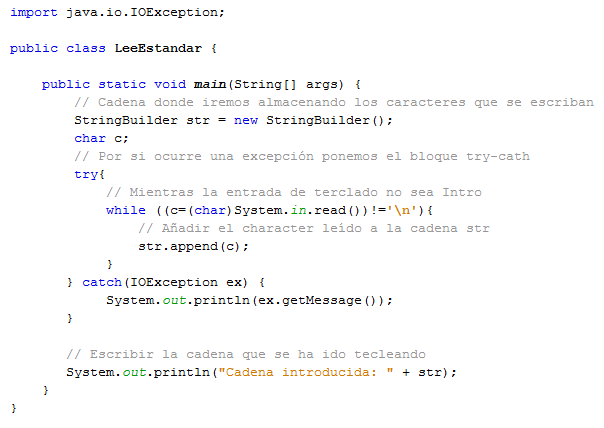 import java.io.IOException;
public class LeeEstandar {
public static void main(String[] args) {
// Cadena donde iremos almacenando los caracteres que se escriban
StringBuilder str = new StringBuilder();
char c;
// Por si ocurre una excepción ponemos el bloque try-cath
try{
// Mientras la entrada de terclado no sea Intro
while ((c=(char)System.in.read())!='\n'){
// Añadir el character leído a la cadena str
str.append(c);
}
} catch(IOException ex) {
System.out.println(ex.getMessage());
}
// Escribir la cadena que se ha ido tecleando
System.out.println("Cadena introducida: " + str);
}
}